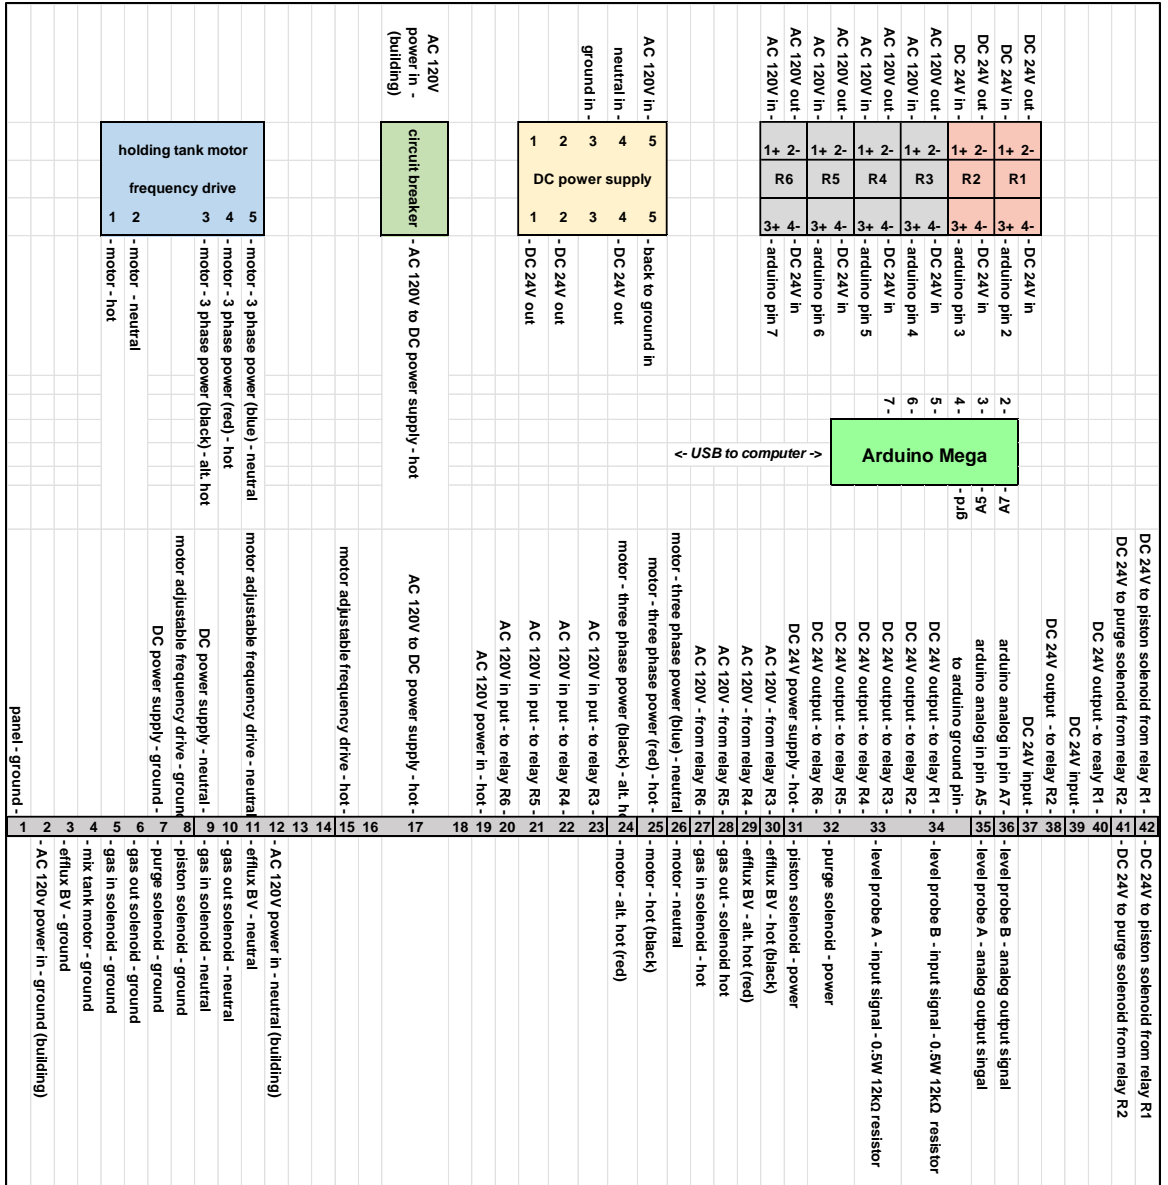 AC 120V
power in -
(building)
ground in -
neutral in -
AC 120V in -
AC 120V in -
AC 120V out -
AC 120V in -
AC 120V out -
AC 120V in -
AC 120V out -
AC 120V in -
AC 120V out -
DC 24V in -
DC 24V out -
DC 24V in -
DC 24V out -
holding tank motor
frequency drive
1 2 3 4 5
circuit breaker
1 2 3 4 5
DC power supply
1 2 3 4 5
1+ 2- 1+ 2- 1+ 2- 1+ 2- 1+ 2- 1+ 2-
R6 R5 R4 R3 R2 R1
3+ 4- 3+ 4- 3+ 4- 3+ 4- 3+ 4- 3+ 4-
- motor - hot
- motor - neutral
- motor - 3 phase power (black) - alt. hot
- motor - 3 phase power (red) - hot
- motor - 3 phase power (blue) - neutral
- AC 120V to DC power supply - hot
- DC 24V out
- DC 24V out
- DC 24V out
- back to ground in
- arduino pin 7
- DC 24V in
- arduino pin 6
- DC 24V in
- arduino pin 5
- DC 24V in
- arduino pin 4
- DC 24V in
- arduino pin 3
- DC 24V in
- arduino pin 2
- DC 24V in
7 -
6 -
5 -
4 -
3 -
2 -
<- USB to computer ->
Arduino Mega
- grd
- A5
- A7
panel - ground -
DC power supply - ground -
motor adjustable frequency drive - ground
DC power supply - neutral -
motor adjustable frequency drive - neutral
motor adjustable frequency drive - hot -
AC 120V to DC power supply - hot -
AC 120V power in - hot -
AC 120V in put - to relay R6 -
AC 120V in put - to relay R5 -
AC 120V in put - to relay R4 -
AC 120V in put - to relay R3 -
motor - three phase power (black) - alt. ho
motor - three phase power (red) - hot -
motor - three phase power (blue) - neutral
AC 120V - from relay R6 -
AC 120V - from relay R5 -
AC 120V - from relay R4 -
AC 120V - from relay R3 -
DC 24V power supply - hot -
DC 24V output - to relay R6 -
DC 24V output - to relay R5 -
DC 24V output - to relay R4 -
DC 24V output - to relay R3 -
DC 24V output - to relay R2 -
DC 24V output - to relay R1 -
to arduino ground pin -
arduino analog in pin A5 -
arduino analog in pin A7 -
DC 24V input -
DC 24V output - to relay R2 -
DC 24V input -
DC 24V output - to realy R1 -
DC 24V to purge solenoid from relay R2 -
DC 24V to piston solenoid from relay R1 -
1 2 3 4 5 6 7 8 9 10 11 12 13 14 15 16 17 18 19 20 21 22 23 24 25 26 27 28 29 30 31 32 33 34 35 36 37 38 39 40 41 42
- AC 120v power in - ground (building)
- efflux BV - ground
- mix tank motor - ground
- gas in solenoid - ground
- gas out solenoid - ground
- purge solenoid - ground
- piston solenoid - ground
- gas in solenoid - neutral
- gas out solenoid - neutral
- efflux BV - neutral
- AC 120V power in - neutral (building)
- motor - alt. hot (red)
- motor - hot (black)
- motor - neutral
- gas in solenoid - hot
- gas out - solenoid hot
- efflux BV - alt. hot (red)
- efflux BV - hot (black)
- piston solenoid - power
- purge solenoid - power
- level probe A - input signal - 0.5W 12kΩ resistor
- level probe B - input signal - 0.5W 12kΩ resistor
- level probe A - analog output singal
- level probe B - analog output signal
- DC 24V to purge solenoid from relay R2
- DC 24V to piston solenoid from relay R1